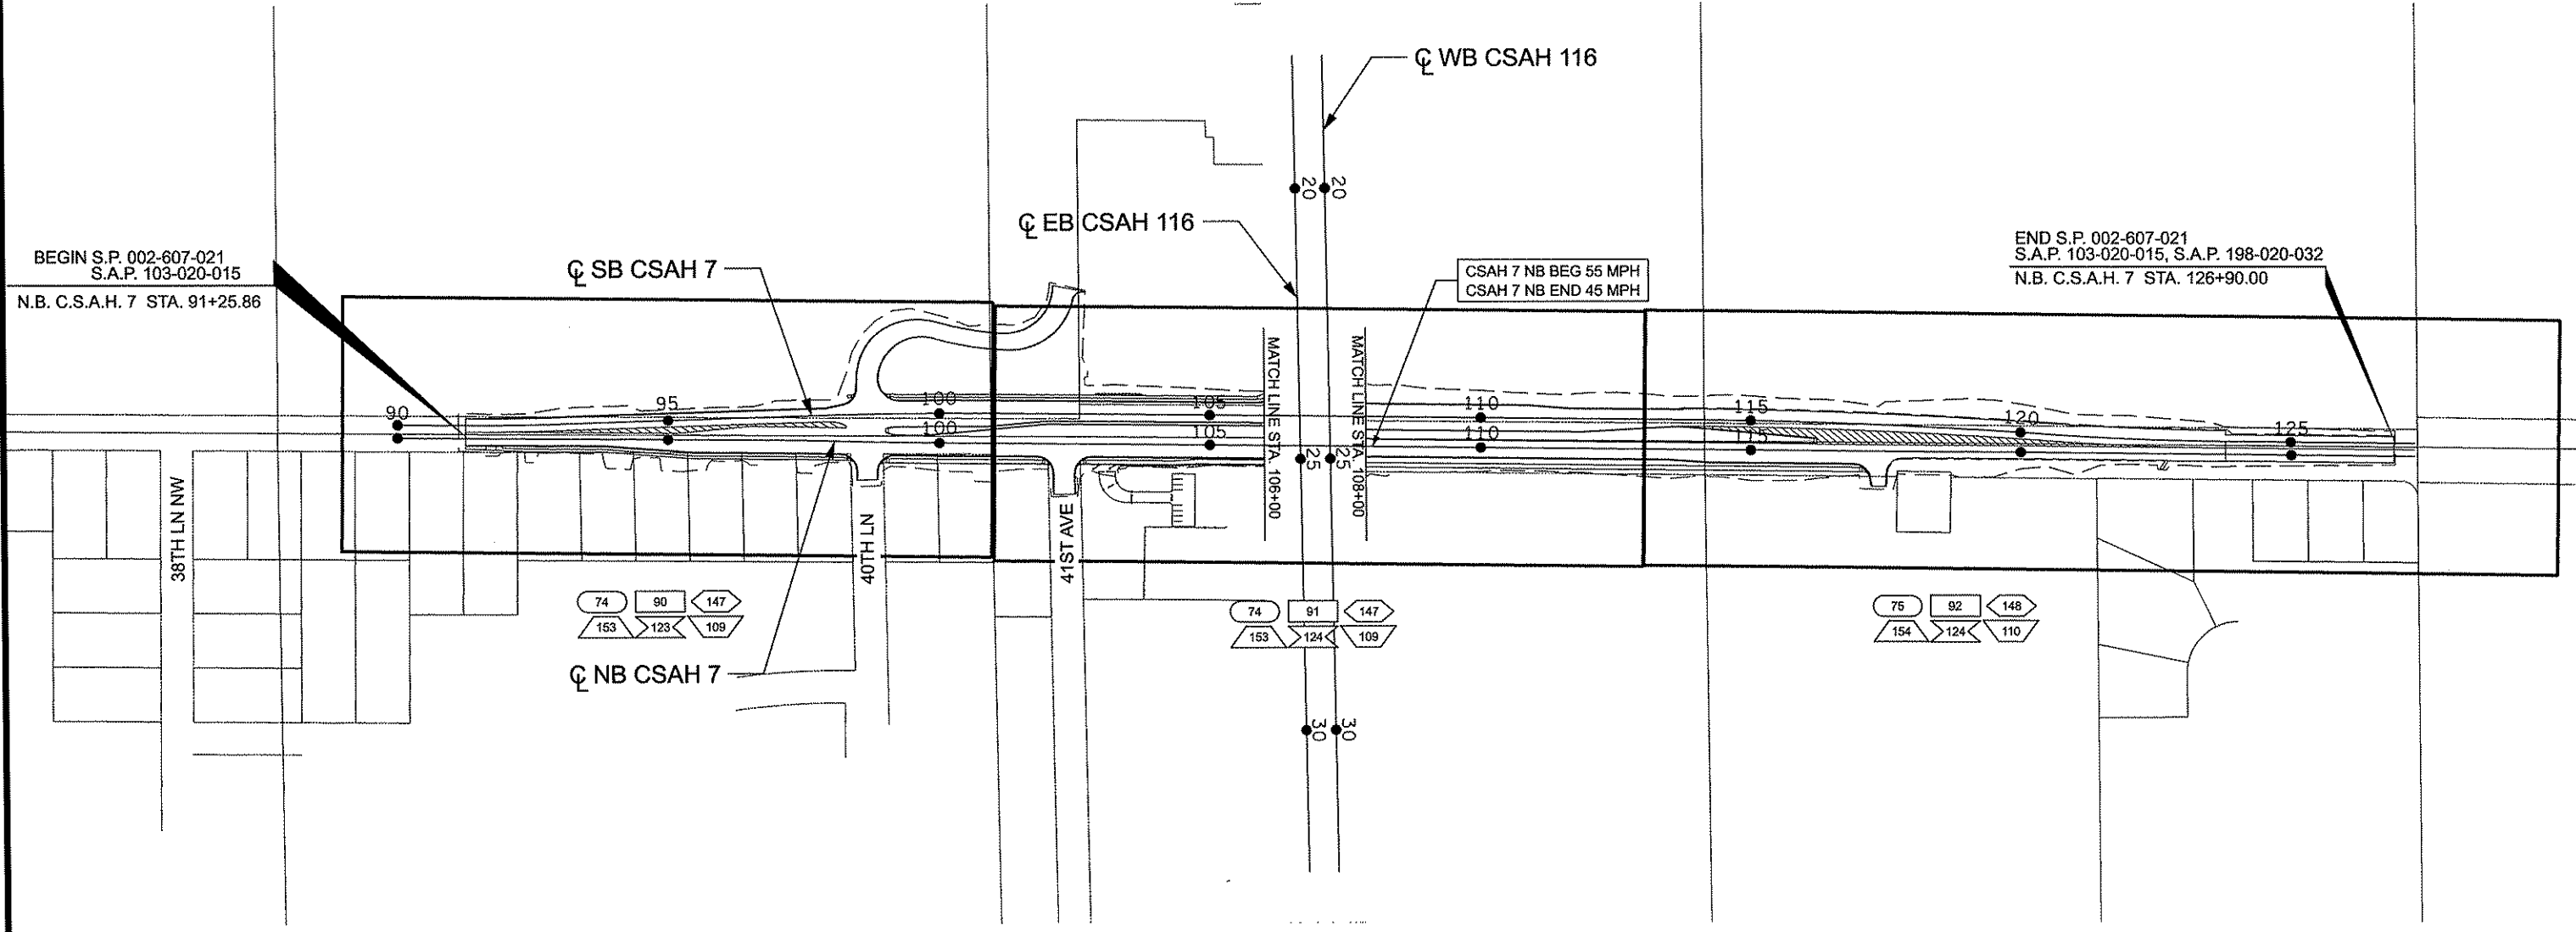 ℄ WB CSAH 116
20 20
℄ EB CSAH 116
BEGIN S.P. 002-607-021
S.A.P. 103-020-015
N.B. C.S.A.H. 7 STA. 91+25.86
℄ SB CSAH 7
CSAH 7 NB BEG 55 MPH
CSAH 7 NB END 45 MPH
END S.P. 002-607-021
S.A.P. 103-020-015, S.A.P. 198-020-032
N.B. C.S.A.H. 7 STA. 126+90.00
MATCH LINE STA. 106+00
MATCH LINE STA. 108+00
90
95
100
105
110
115
120
125
100
105
110
115
25 25
38TH LN NW
40TH LN
41ST AVE
74 90 147
153 123 109
74 91 147
153 124 109
75 92 148
154 124 110
℄ NB CSAH 7
30 30